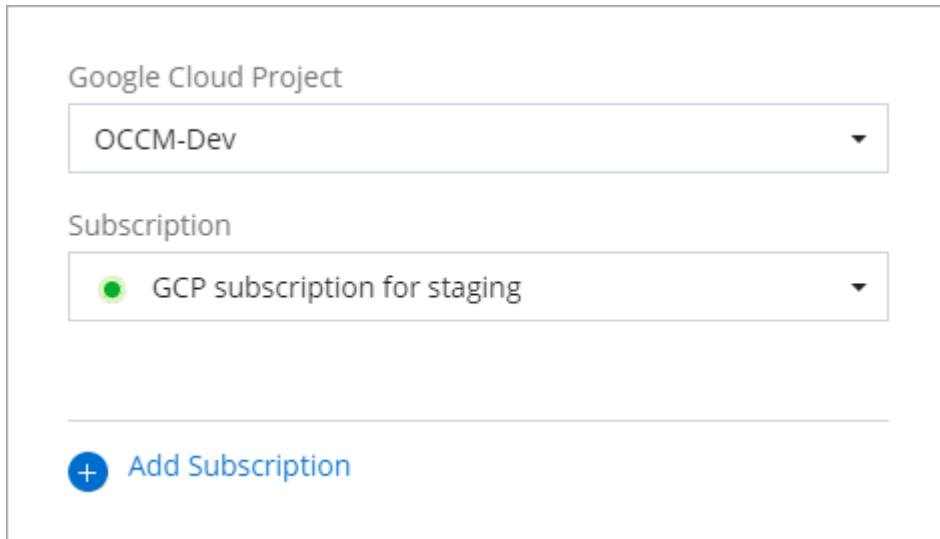 Google Cloud Project
OCCM-Dev
Subscription
GCP subscription for staging
Add Subscription